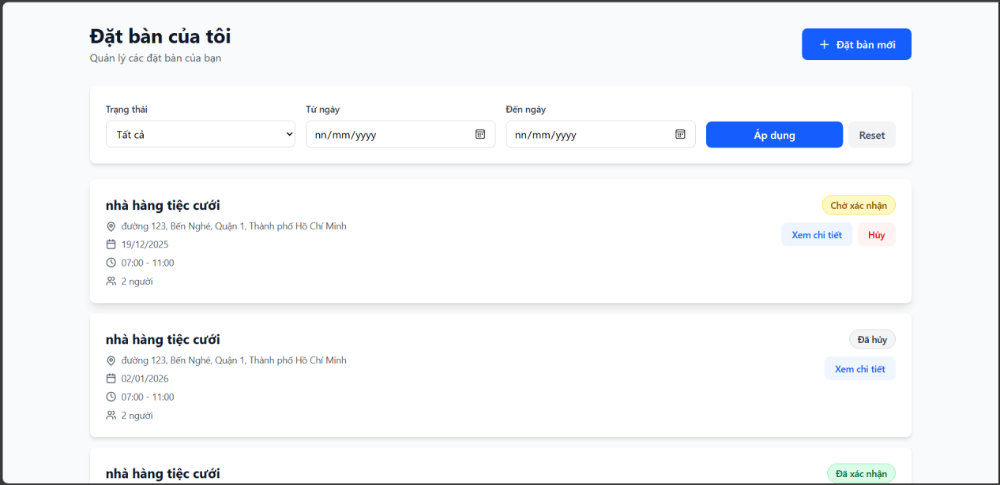 Đặt bàn của tôi
Quản lý các đặt bàn của bạn
Đặt bàn mới
Trạng thái
Từ ngày
Đến ngày
Tất cả
nn/mm/yyyy
nn/mm/yyyy
Áp dụng
Reset
nhà hàng tiệc cưới
Chờ xác nhận
đường 123, Bến Nghé, Quận 1, Thành phố Hồ Chí Minh
Xem chi tiết
Hủy
19/12/2025
07:00 - 11:00
2 người
nhà hàng tiệc cưới
Đã hủy
đường 123, Bến Nghé, Quận 1, Thành phố Hồ Chí Minh
Xem chi tiết
02/01/2026
07:00 - 11:00
2 người
nhà hàng tiệc cưới
Đã xác nhận